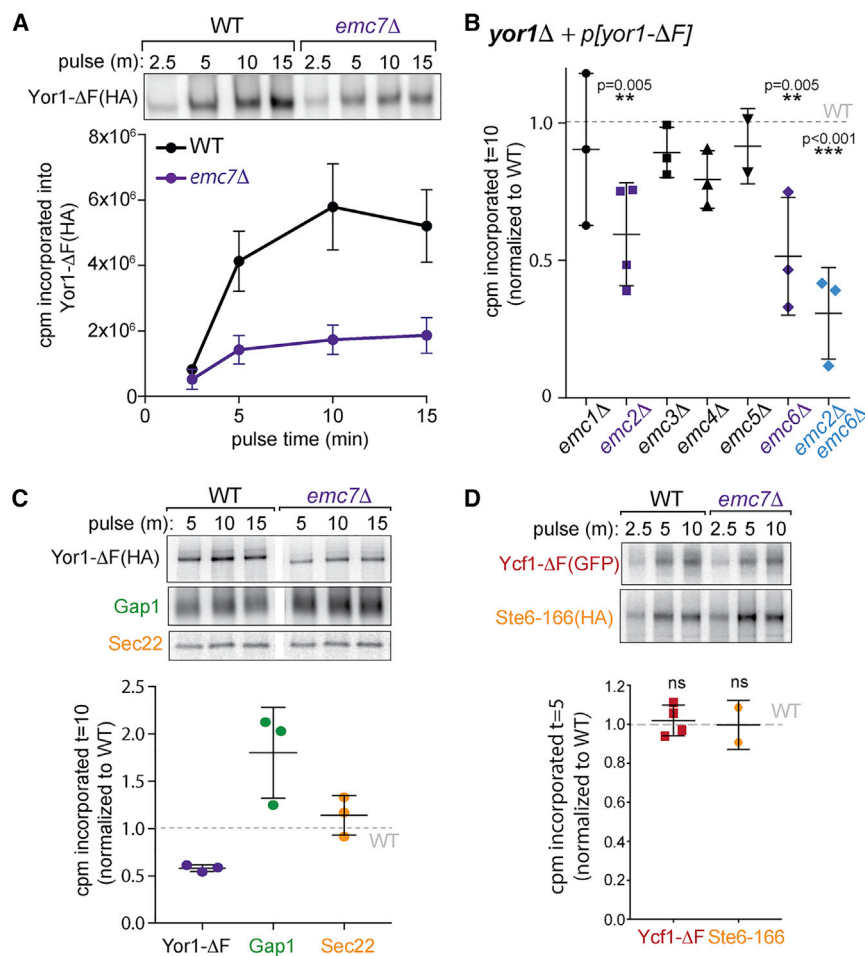 A
WT emc7Δ
pulse (m): 2.5 5 10 15 2.5 5 10 15
Yor1-ΔF(HA)
8x10⁶
6x10⁶
4x10⁶
2x10⁶
0
cpm incorporated into
Yor1-ΔF(HA)
WT
emc7Δ
0 5 10 15
pulse time (min)
B yor1Δ + p[yor1-ΔF]
p=0.005
**
p=0.005
**
WT
p<0.001
***
1.0
0.5
0
cpm incorporated t=10
(normalized to WT)
emc1Δ
emc2Δ
emc3Δ
emc4Δ
emc5Δ
emc6Δ
emc2Δ
emc6Δ
C
WT emc7Δ
pulse (m): 5 10 15 5 10 15
Yor1-ΔF(HA)
Gap1
Sec22
2.5
2.0
1.5
1.0
0.5
0.0
cpm incorporated t=10
(normalized to WT)
WT
Yor1-ΔF Gap1 Sec22
D
WT emc7Δ
pulse (m): 2.5 5 10 2.5 5 10
Ycf1-ΔF(GFP)
Ste6-166(HA)
ns ns
1.2
1.0
0.8
0.6
0.4
0.2
0.0
cpm incorporated t=5
(normalized to WT)
WT
Ycf1-ΔF Ste6-166